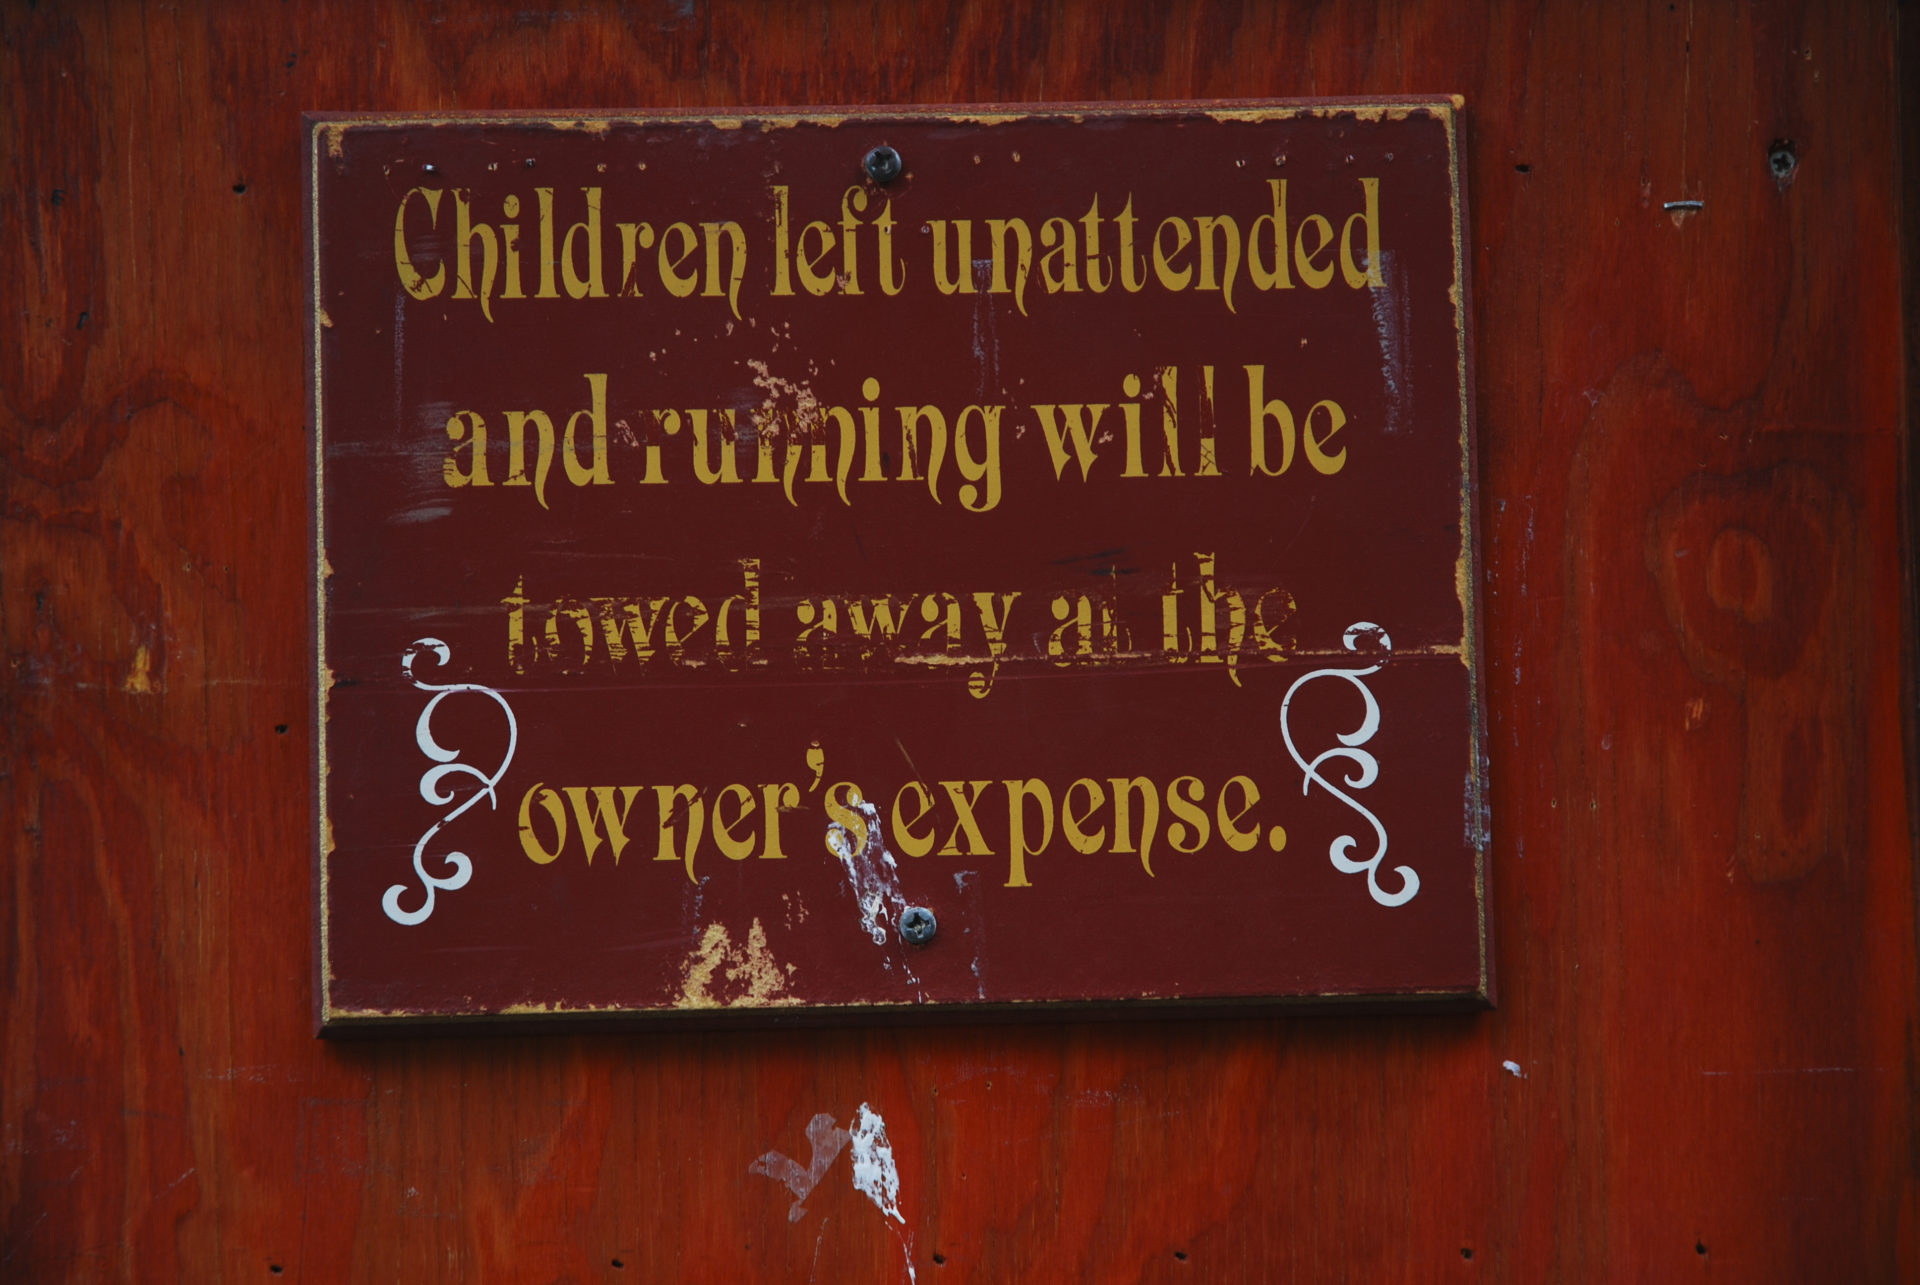 Children left unattended
and running will be
towed away at the
owner's expense.